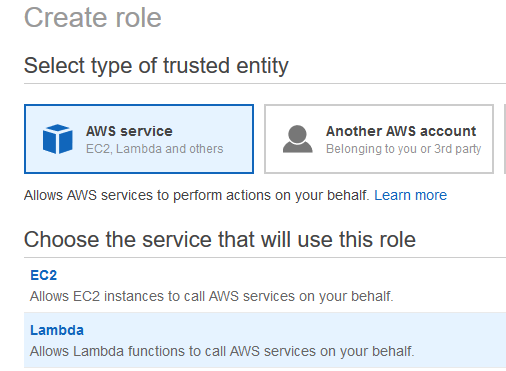 Create role
Select type of trusted entity
AWS service
EC2, Lambda and others
Another AWS account
Belonging to you or 3rd party
Allows AWS services to perform actions on your behalf. Learn more
Choose the service that will use this role
EC2
Allows EC2 instances to call AWS services on your behalf.
Lambda
Allows Lambda functions to call AWS services on your behalf.